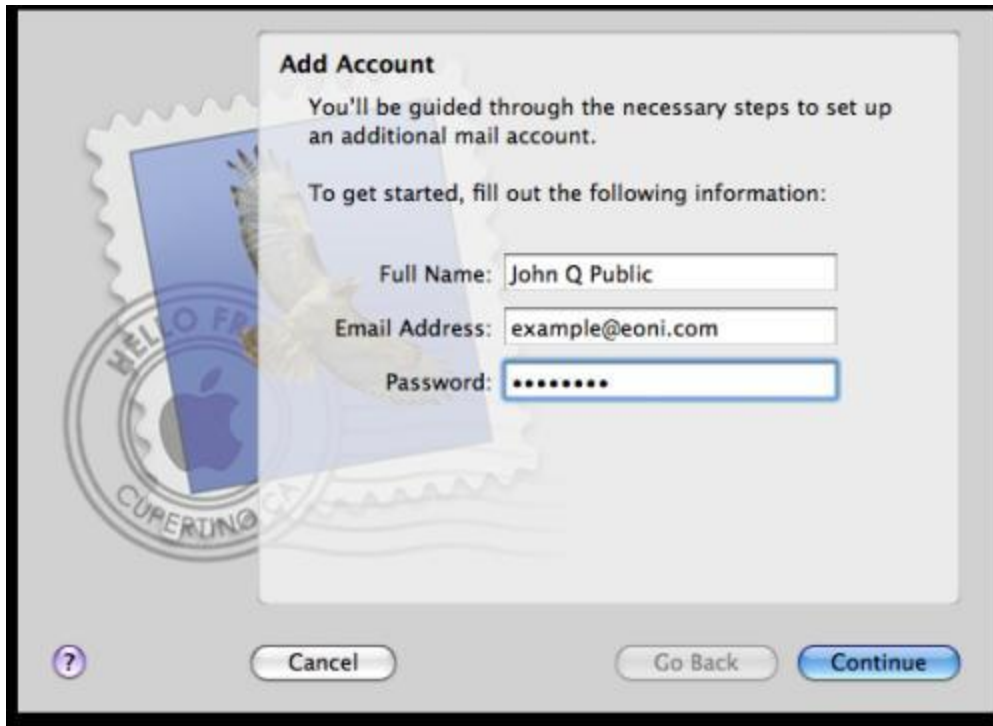 Add Account
You'll be guided through the necessary steps to set up
an additional mail account.
To get started, fill out the following information:
Full Name: John Q Public
Email Address: example@eoni.com
Password: ••••••••
HELLO FR
CUPERTINO CA
?
Cancel
Go Back
Continue